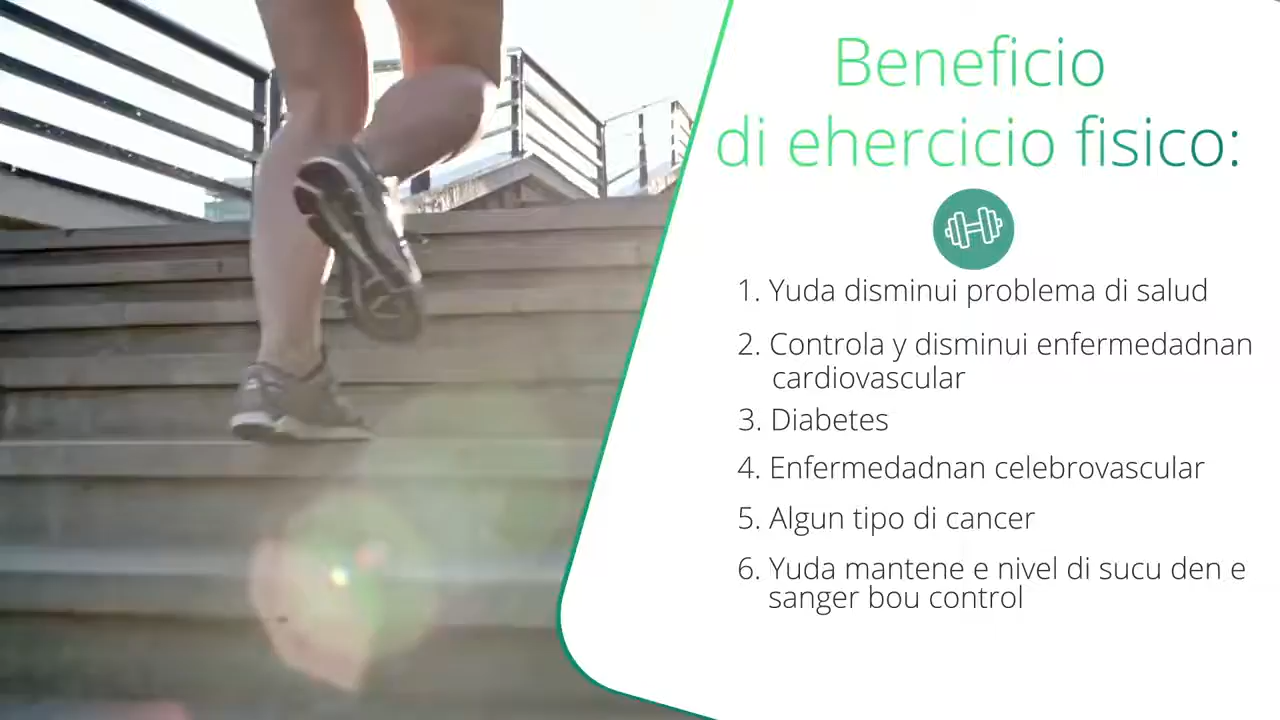 Beneficio
di ehercicio fisico:
1. Yuda disminui problema di salud
2. Controla y disminui enfermedadnan
cardiovascular
3. Diabetes
4. Enfermedadnan celebrovascular
5. Algun tipo di cancer
6. Yuda mantene e nivel di sucu den e
sanger bou control